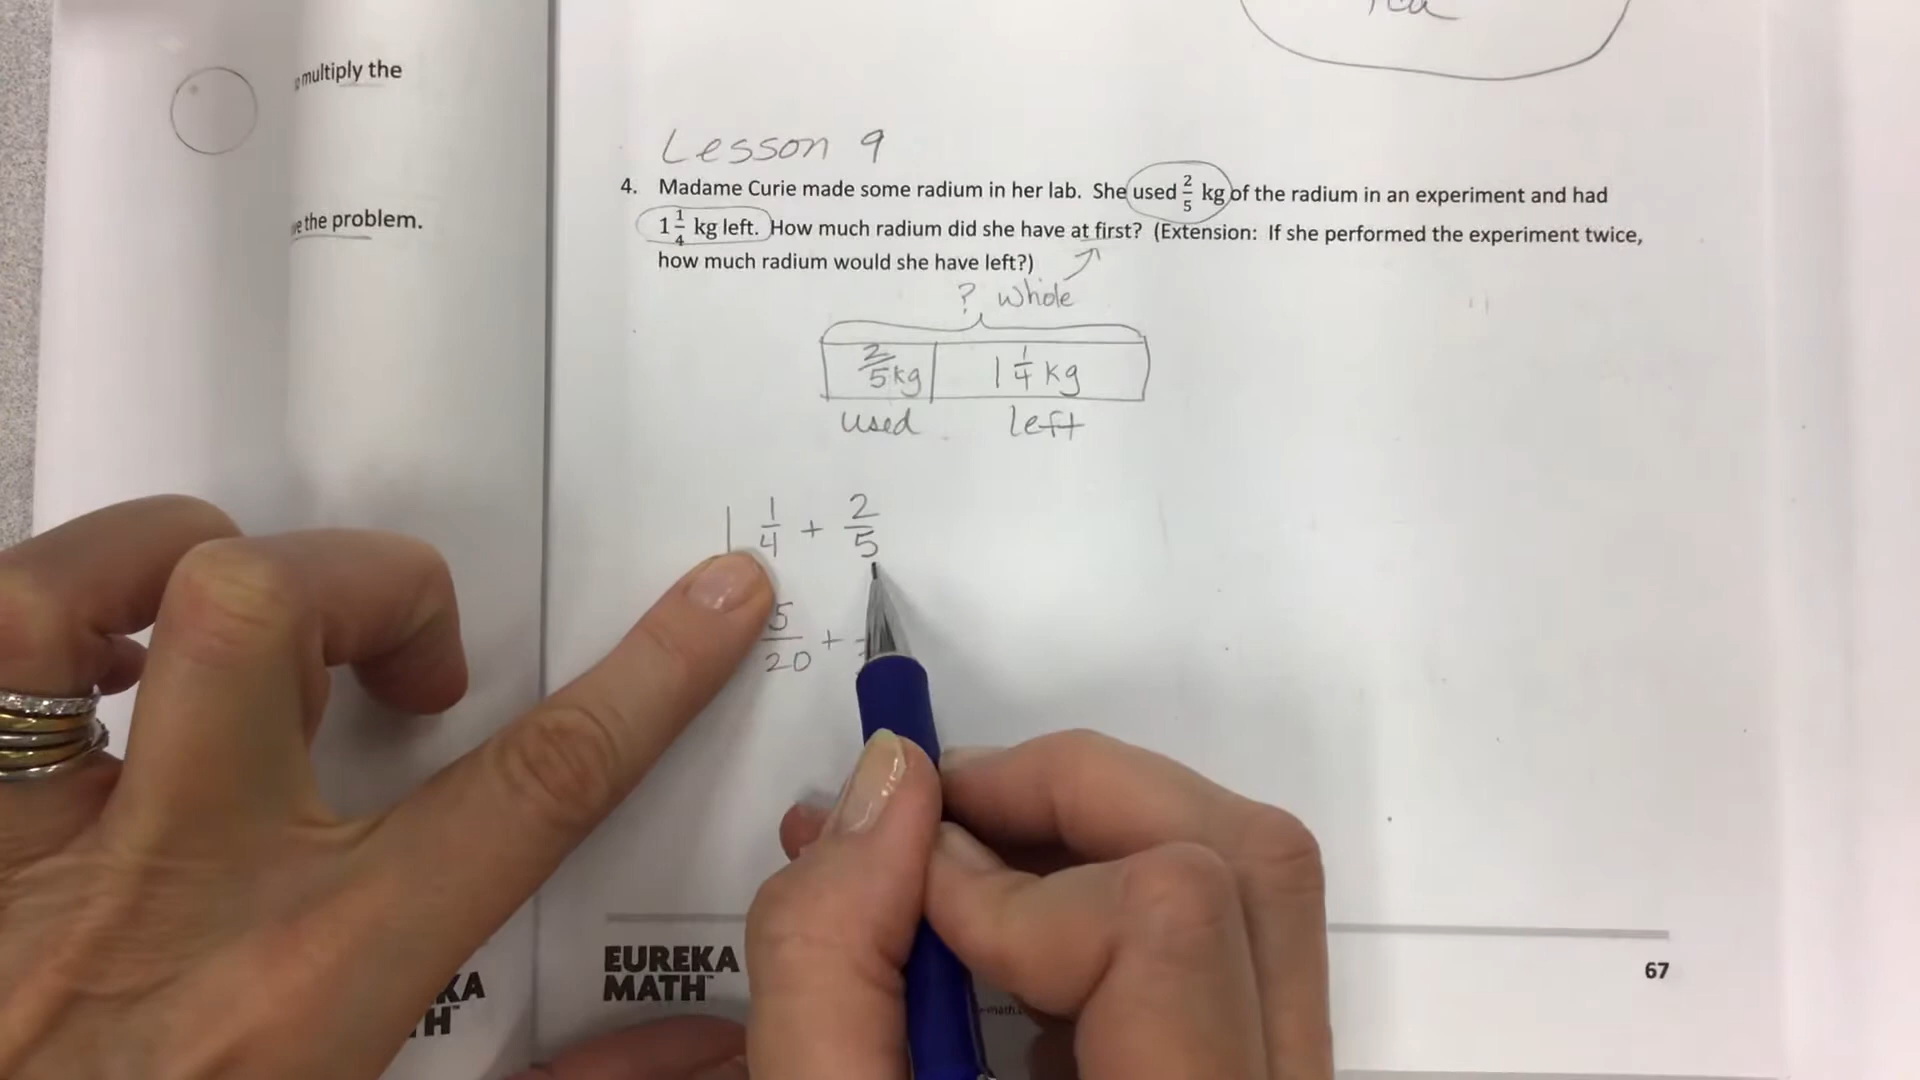 multiply the
the problem.
Lesson 9
4. Madame Curie made some radium in her lab. She used 2/5 kg of the radium in an experiment and had
1 1/4 kg left. How much radium did she have at first? (Extension: If she performed the experiment twice,
how much radium would she have left?)
? Whole
2/5 kg 1 1/4 kg
used left
1 1/4 + 2/5
5/20 +
EUREKA
MATH™
67